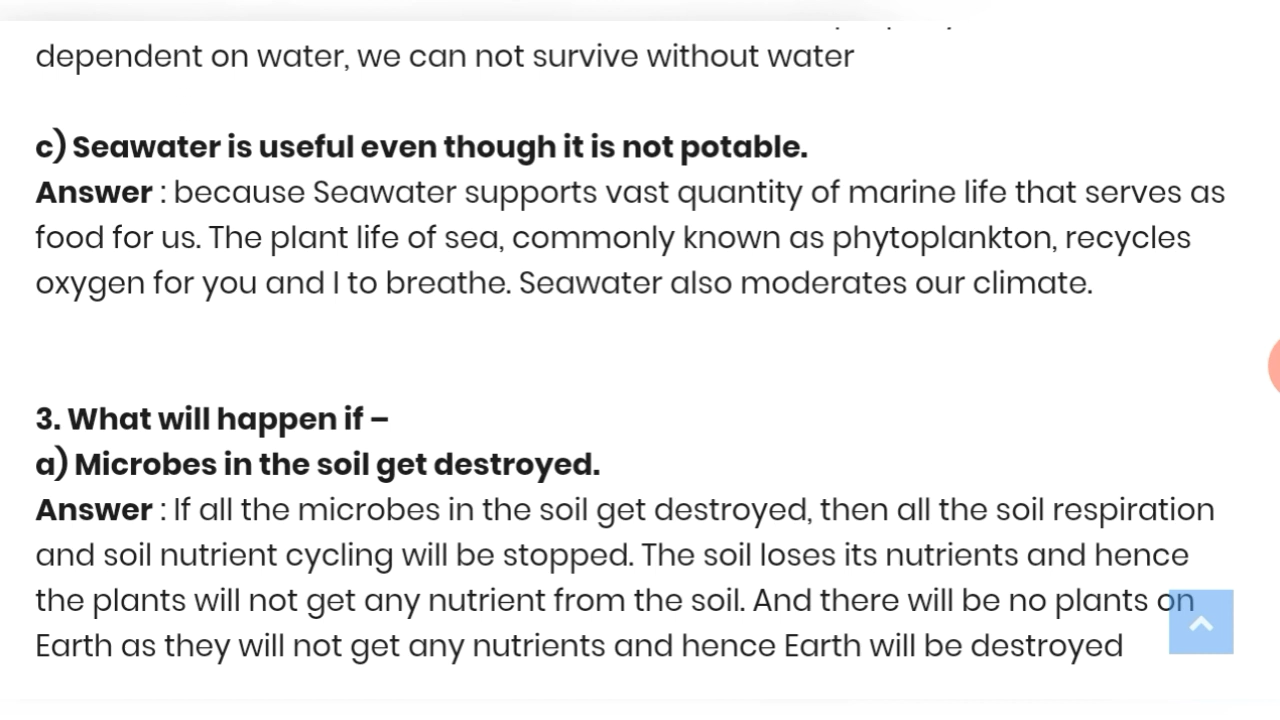 dependent on water, we can not survive without water
c) Seawater is useful even though it is not potable.
Answer : because Seawater supports vast quantity of marine life that serves as
food for us. The plant life of sea, commonly known as phytoplankton, recycles
oxygen for you and I to breathe. Seawater also moderates our climate.
3. What will happen if –
a) Microbes in the soil get destroyed.
Answer : If all the microbes in the soil get destroyed, then all the soil respiration
and soil nutrient cycling will be stopped. The soil loses its nutrients and hence
the plants will not get any nutrient from the soil. And there will be no plants on
Earth as they will not get any nutrients and hence Earth will be destroyed